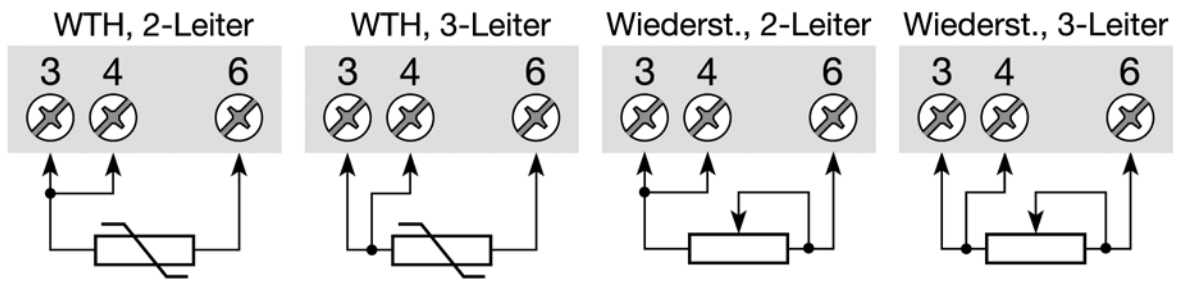 WTH, 2-Leiter
3 4 6
WTH, 3-Leiter
3 4 6
Wiederst., 2-Leiter
3 4 6
Wiederst., 3-Leiter
3 4 6